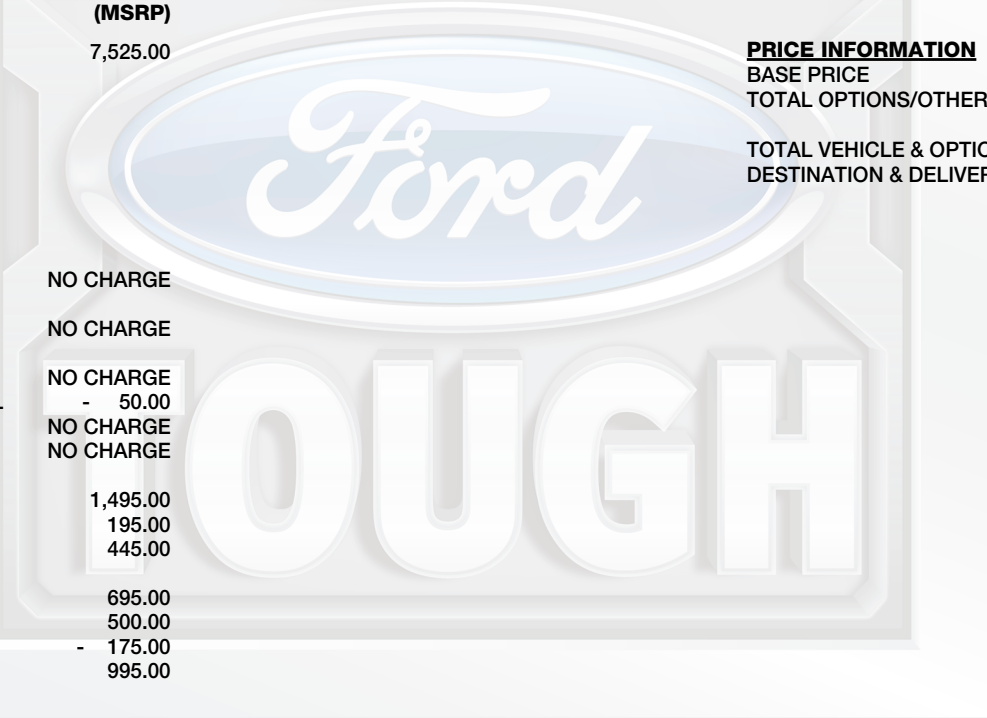 (MSRP)
7,525.00
NO CHARGE
NO CHARGE
NO CHARGE
- 50.00
NO CHARGE
NO CHARGE
1,495.00
195.00
445.00
695.00
500.00
- 175.00
995.00
PRICE INFORMATION
BASE PRICE
TOTAL OPTIONS/OTHER
TOTAL VEHICLE & OPTIO
DESTINATION & DELIVER
Ford
TOUGH